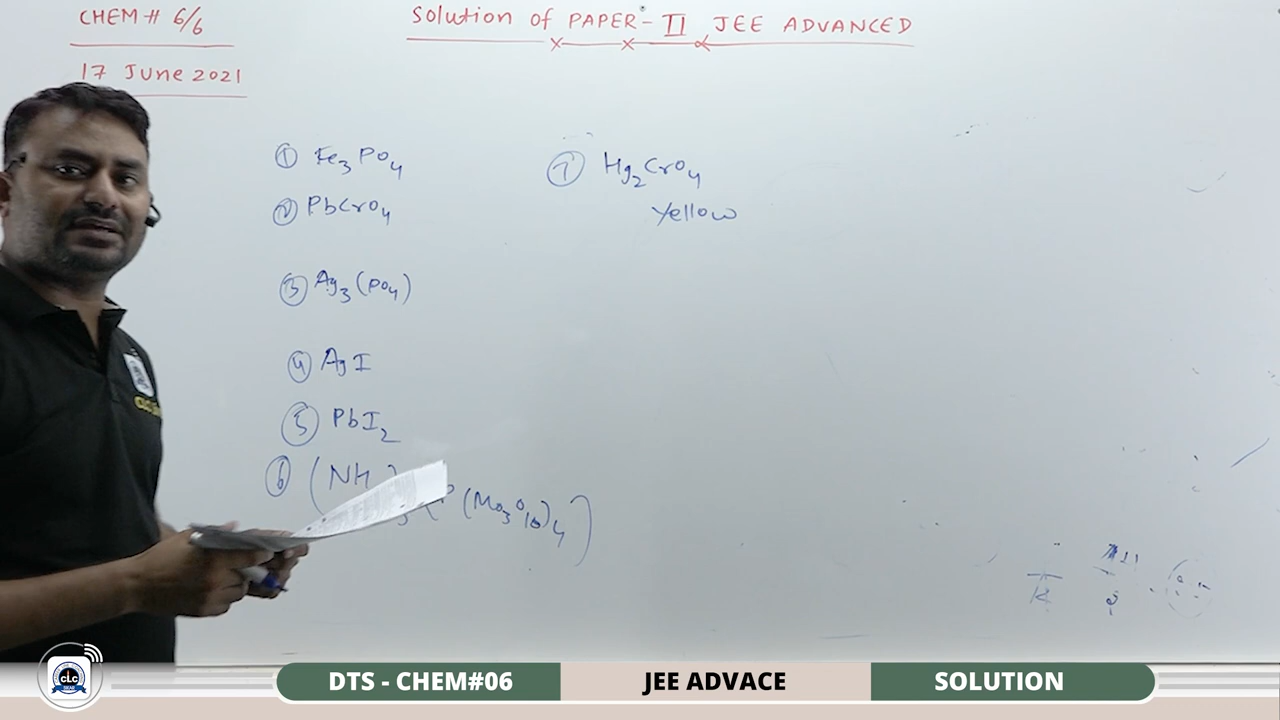 CHEM # 6/6
17 June 2021
Solution of PAPER-II JEE ADVANCED
① Fe₃PO₄
② PbCrO₄
③ Ag₃(PO₄)
④ AgI
⑤ PbI₂
⑥ (NH
(Mo₃O₁₀)₄)
⑦ Hg₂CrO₄
Yellow
CLC
DTS - CHEM#06
JEE ADVACE
SOLUTION